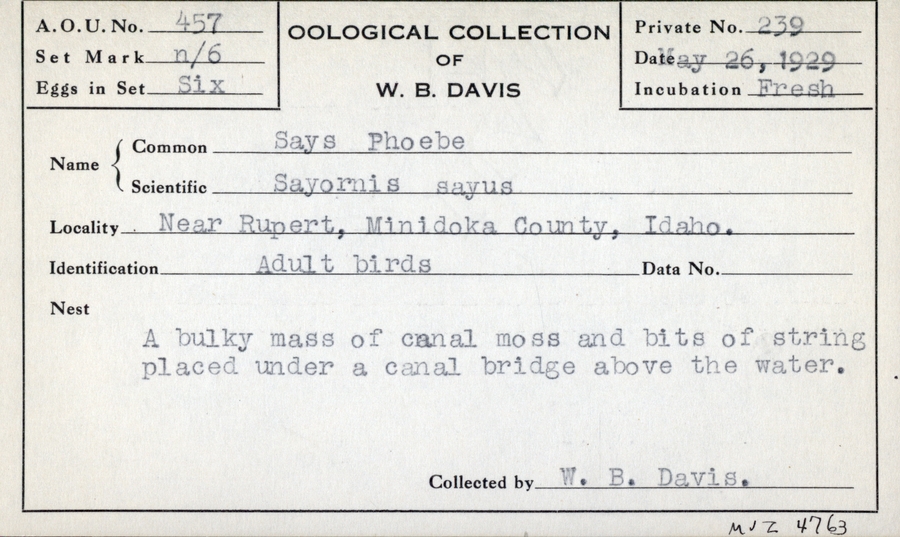 A.O.U. No. 457
Set Mark n/6
Eggs in Set Six
OOLOGICAL COLLECTION
OF
W. B. DAVIS
Private No. 239
Date May 26, 1929
Incubation Fresh
Name
Common Says Phoebe
Scientific Sayornis sayus
Locality Near Rupert, Minidoka County, Idaho.
Identification Adult birds Data No.
Nest
A bulky mass of canal moss and bits of string
placed under a canal bridge above the water.
Collected by W. B. Davis.
MVZ 4763